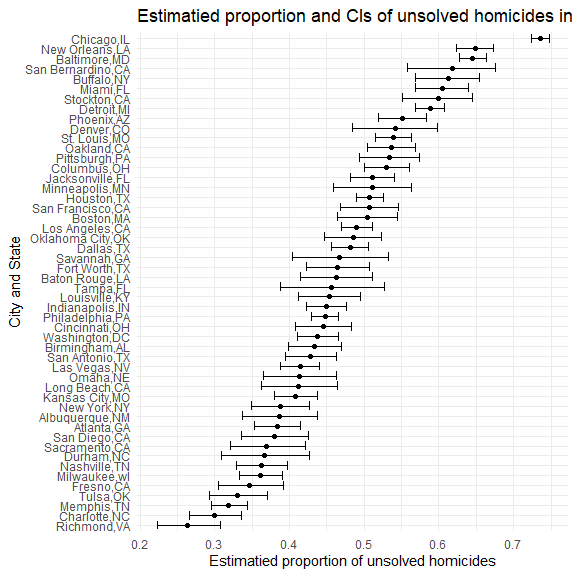 Estimatied proportion and CIs of unsolved homicides in
Chicago,IL
New Orleans,LA
Baltimore,MD
San Bernardino,CA
Buffalo,NY
Miami,FL
Stockton,CA
Detroit,MI
Phoenix,AZ
Denver,CO
St. Louis,MO
Oakland,CA
Pittsburgh,PA
Columbus,OH
Jacksonville,FL
Minneapolis,MN
Houston,TX
San Francisco,CA
Boston,MA
Los Angeles,CA
Oklahoma City,OK
Dallas,TX
Savannah,GA
Fort Worth,TX
Baton Rouge,LA
Tampa,FL
Louisville,KY
Indianapolis,IN
Philadelphia,PA
Cincinnati,OH
Washington,DC
Birmingham,AL
San Antonio,TX
Las Vegas,NV
Omaha,NE
Long Beach,CA
Kansas City,MO
New York,NY
Albuquerque,NM
Atlanta,GA
San Diego,CA
Sacramento,CA
Durham,NC
Nashville,TN
Milwaukee,wI
Fresno,CA
Tulsa,OK
Memphis,TN
Charlotte,NC
Richmond,VA
City and State
0.2 0.3 0.4 0.5 0.6 0.7
Estimatied proportion of unsolved homicides